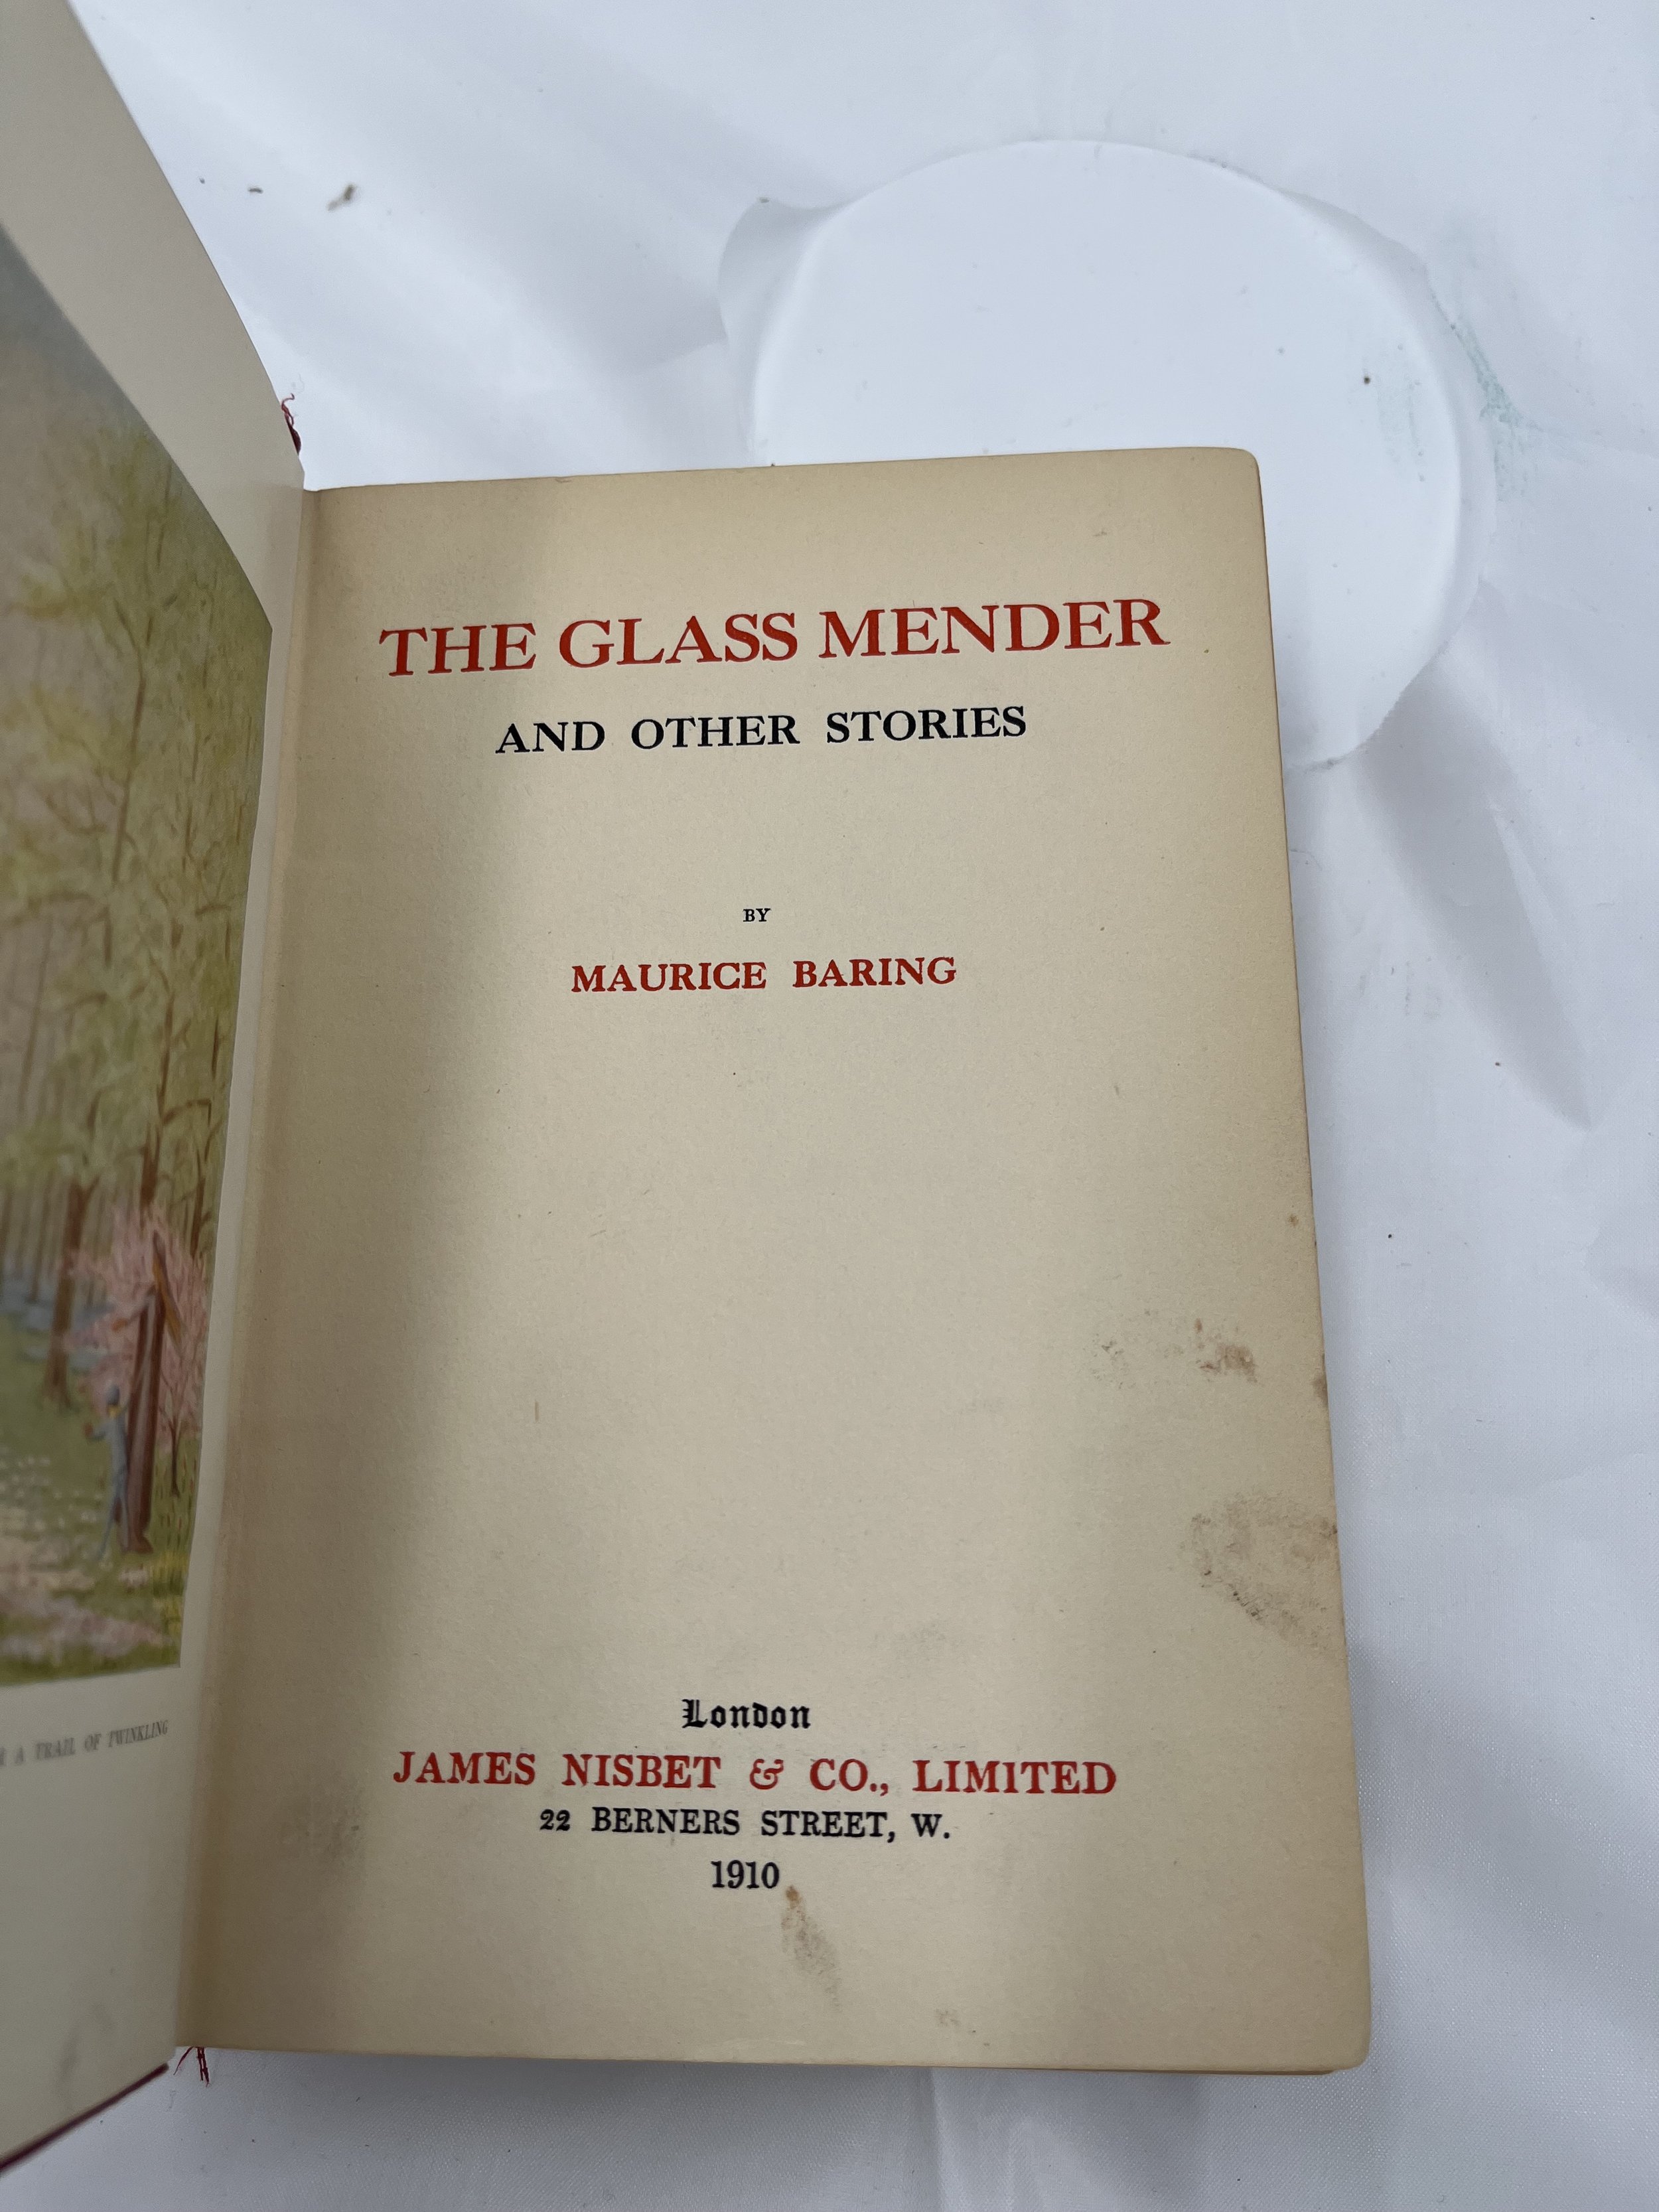 A TRAIL OF TWINKLING
THE GLASS MENDER
AND OTHER STORIES
BY
MAURICE BARING
London
JAMES NISBET & CO., LIMITED
22 BERNERS STREET, W.
1910